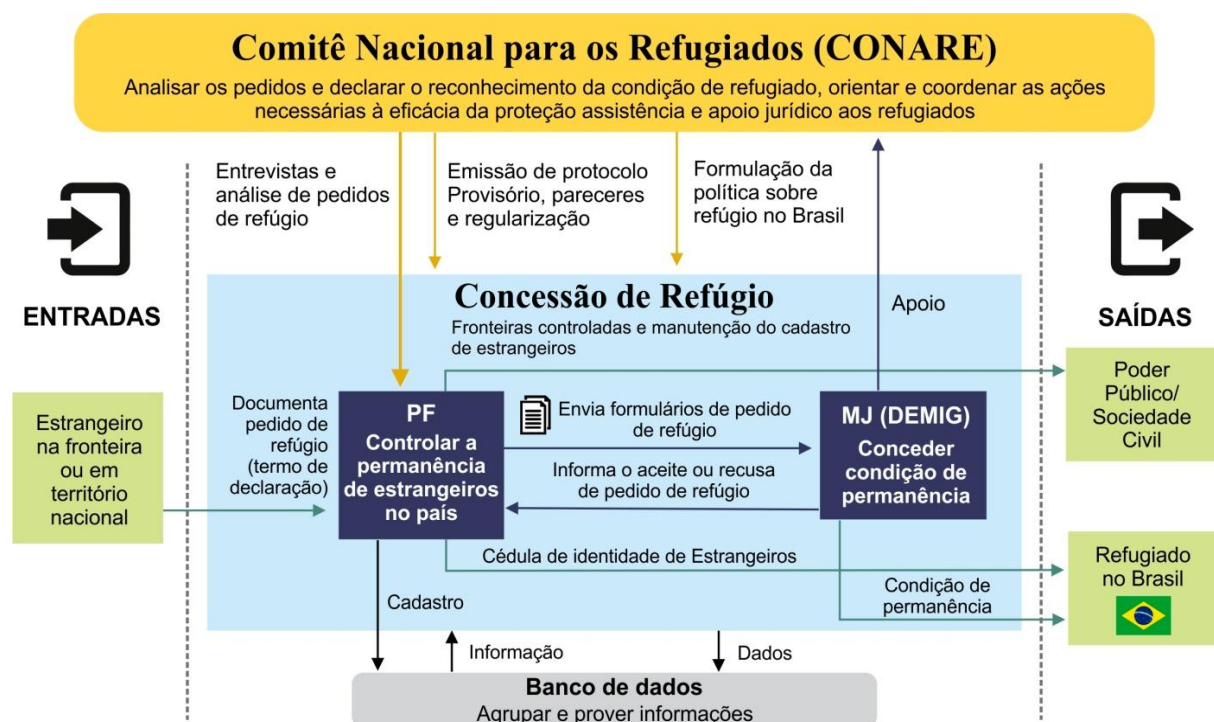 Comitê Nacional para os Refugiados (CONARE)
Analisar os pedidos e declarar o reconhecimento da condição de refugiado, orientar e coordenar as ações
necessárias à eficácia da proteção assistência e apoio jurídico aos refugiados
Entrevistas e
análise de pedidos
de refúgio
Emissão de protocolo
Provisório, pareceres
e regularização
Formulação da
política sobre
refúgio no Brasil
Apoio
ENTRADAS
SAÍDAS
Concessão de Refúgio
Fronteiras controladas e manutenção do cadastro
de estrangeiros
Estrangeiro
na fronteira
ou em
território
nacional
Documenta
pedido de
refúgio
(termo de
declaração)
PF
Controlar a
permanência
de estrangeiros
no país
Envia formulários de pedido
de refúgio
Informa o aceite ou recusa
de pedido de refúgio
MJ (DEMIG)
Conceder
condição de
permanência
Poder
Público/
Sociedade
Civil
Cédula de identidade de Estrangeiros
Condição de
permanência
Refugiado
no Brasil
Cadastro
Informação
Dados
Banco de dados
Agrupar e prover informações